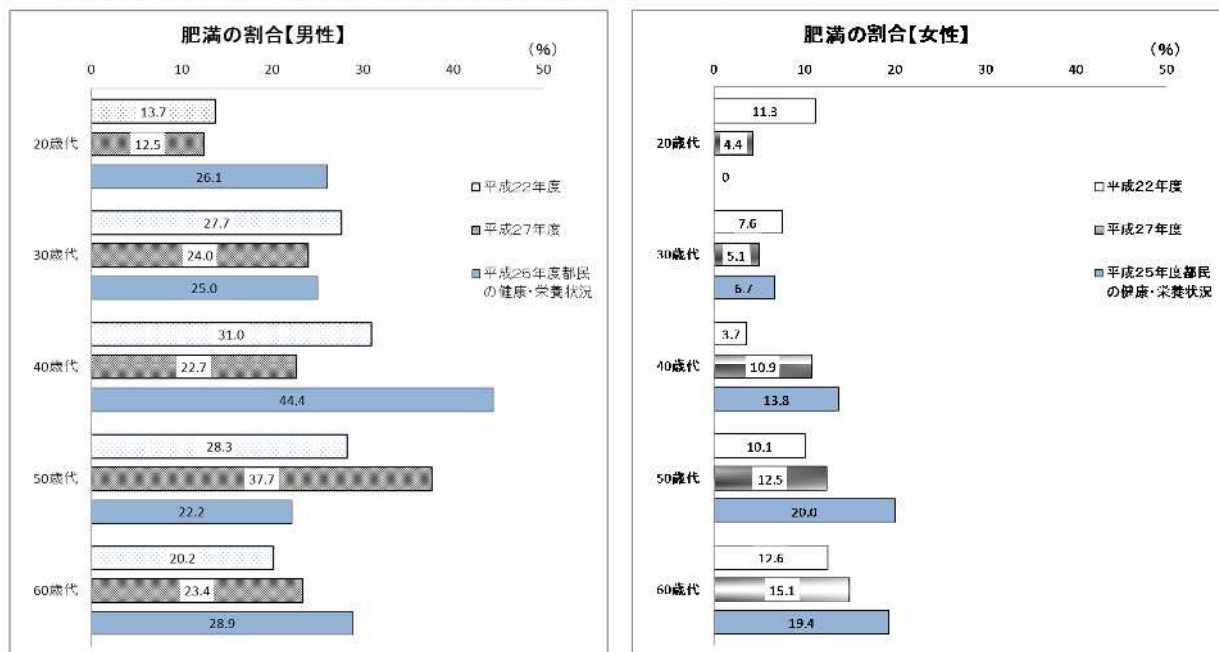 肥満の割合【男性】
(%)
0 10 20 30 40 50
20歳代
13.7
12.5
26.1
30歳代
27.7
24.0
25.0
40歳代
31.0
22.7
44.4
50歳代
28.3
37.7
22.2
60歳代
20.2
23.4
28.9
平成22年度
平成27年度
平成25年度都民
の健康・栄養状況
肥満の割合【女性】
(%)
0 10 20 30 40 50
20歳代
11.3
4.4
0
30歳代
7.6
5.1
6.7
40歳代
3.7
10.9
13.8
50歳代
10.1
12.5
20.0
60歳代
12.6
15.1
19.4
平成22年度
平成27年度
平成25年度都民
の健康・栄養状況